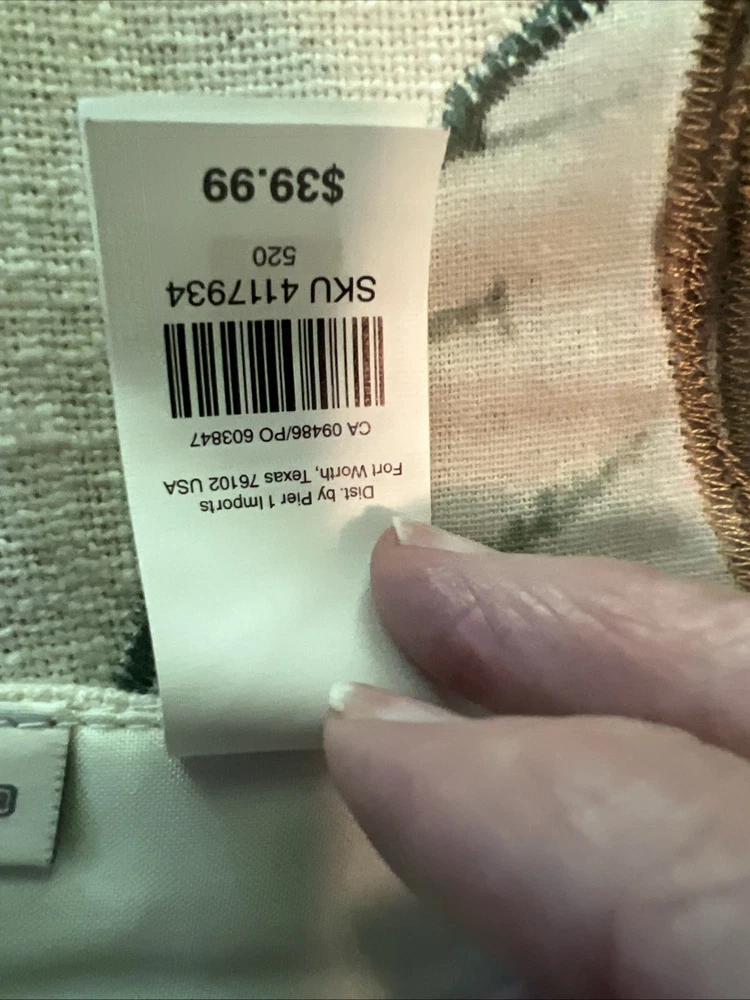 Dist. by Pier 1 Imports
Fort Worth, Texas 76102 USA
CA 09486/PO 603847
SKU 4117934
520
$39.99